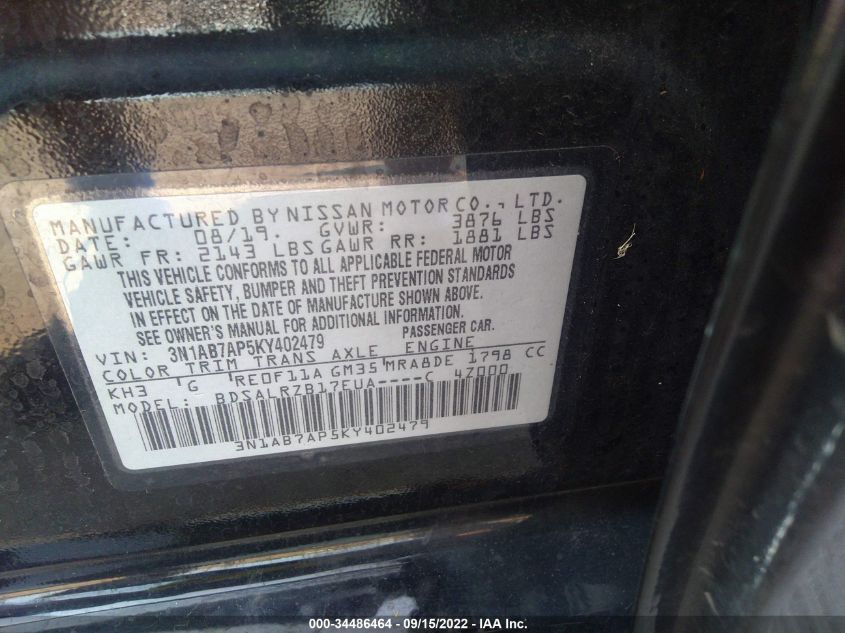 MANUFACTURED BY NISSAN MOTOR CO., LTD.
DATE: 08/19. GVWR: 3876 LBS
GAWR FR: 2143 LBS GAWR RR: 1881 LBS
THIS VEHICLE CONFORMS TO ALL APPLICABLE FEDERAL MOTOR
VEHICLE SAFETY, BUMPER AND THEFT PREVENTION STANDARDS
IN EFFECT ON THE DATE OF MANUFACTURE SHOWN ABOVE.
SEE OWNER'S MANUAL FOR ADDITIONAL INFORMATION.
VIN: 3N1AB7AP5KY402479 PASSENGER CAR.
COLOR TRIM TRANS AXLE ENGINE
KH3 G RE0F11A GM35 MRA8DE 1798 CC
MODEL: BDSALRZB17EUA----C 4Z000
3N1AB7AP5KY402479
000-34486464 - 09/15/2022 - IAA Inc.